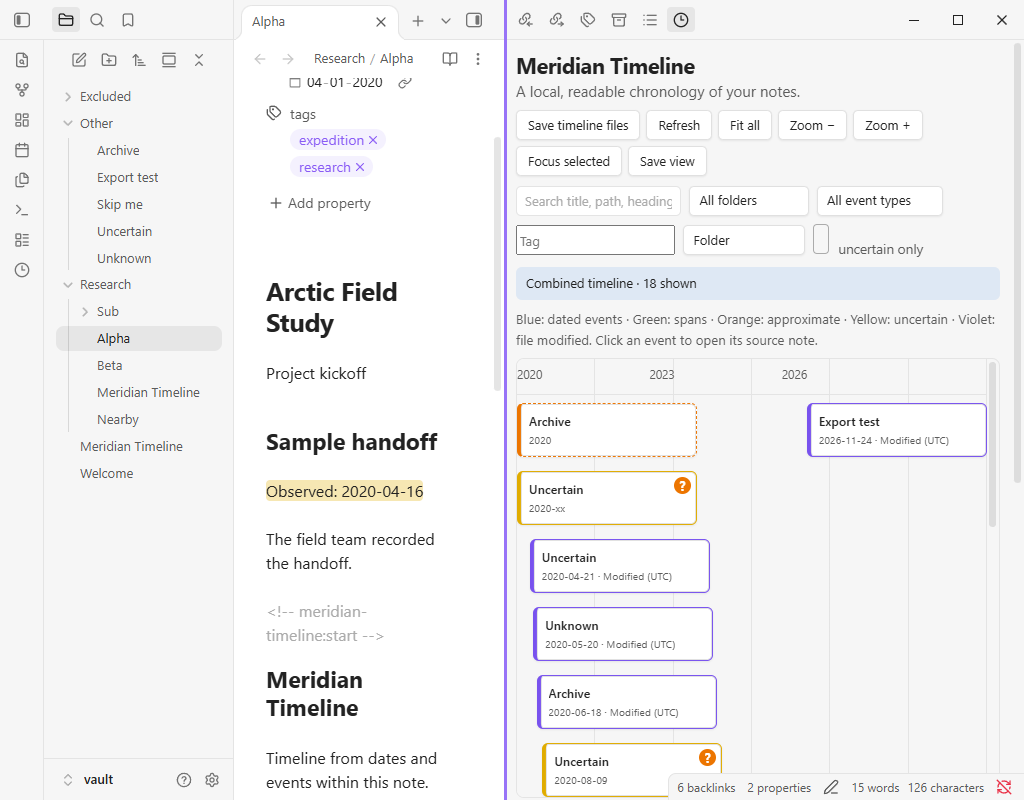 Excluded
Other
Archive
Export test
Skip me
Uncertain
Unknown
Research
Sub
Alpha
Beta
Meridian Timeline
Nearby
Meridian Timeline
Welcome
vault
Alpha
Research / Alpha
04-01-2020
tags
expedition
research
Add property
Arctic Field
Study
Project kickoff
Sample handoff
Observed: 2020-04-16
The field team recorded
the handoff.
<!-- meridian-
timeline:start -->
Meridian
Timeline
Timeline from dates and
events within this note.
Meridian Timeline
A local, readable chronology of your notes.
Save timeline files
Refresh
Fit all
Zoom −
Zoom +
Focus selected
Save view
Search title, path, heading
All folders
All event types
Tag
Folder
uncertain only
Combined timeline · 18 shown
Blue: dated events · Green: spans · Orange: approximate · Yellow: uncertain · Violet:
file modified. Click an event to open its source note.
2020
2023
2026
Archive
2020
Export test
2026-11-24 · Modified (UTC)
Uncertain
?
2020-xx
Uncertain
2020-04-21 · Modified (UTC)
Unknown
2020-05-20 · Modified (UTC)
Archive
2020-06-18 · Modified (UTC)
Uncertain
?
2020-08-09
6 backlinks
2 properties
15 words
126 characters